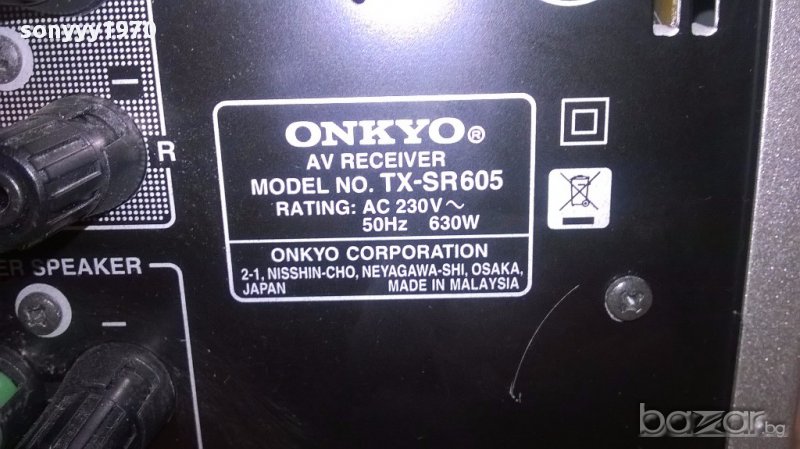 sonyyy1970
R
ER SPEAKER
ONKYO®
AV RECEIVER
MODEL NO. TX-SR605
RATING: AC 230V～
50Hz 630W
ONKYO CORPORATION
2-1, NISSHIN-CHO, NEYAGAWA-SHI, OSAKA,
JAPAN MADE IN MALAYSIA
bazar.bg